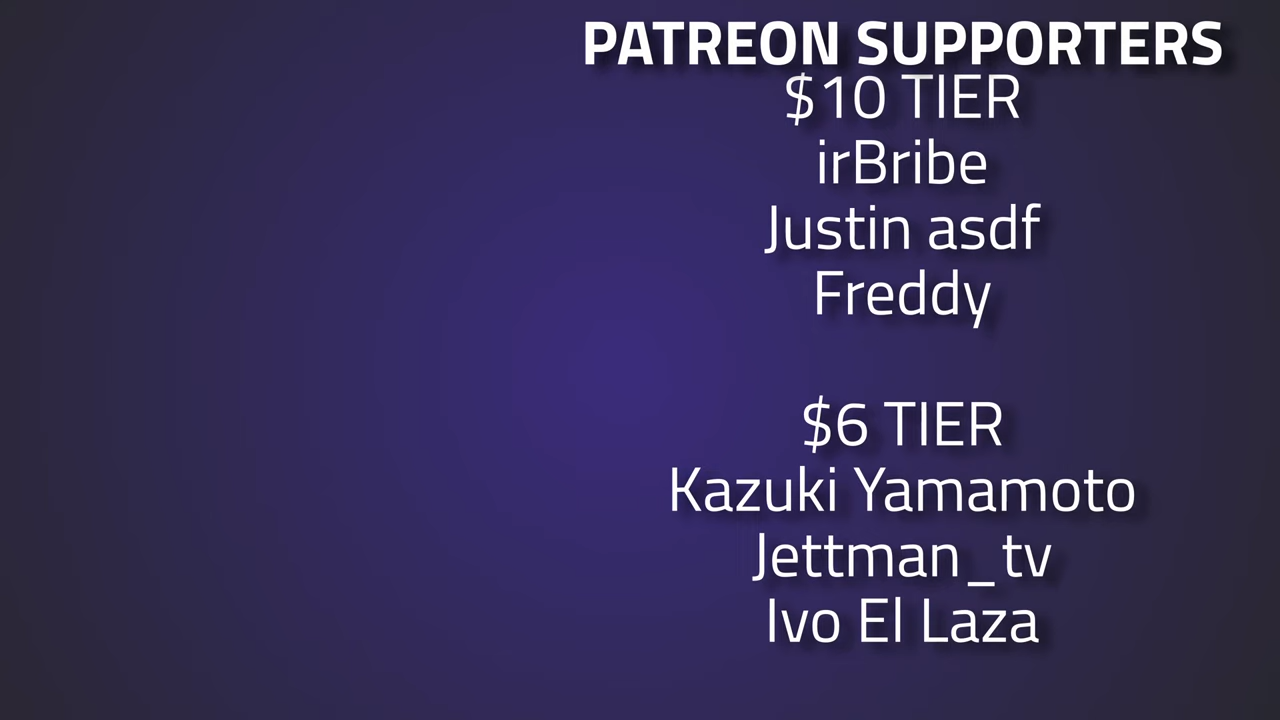 PATREON SUPPORTERS
$10 TIER
irBribe
Justin asdf
Freddy
$6 TIER
Kazuki Yamamoto
Jettman_tv
Ivo El Laza